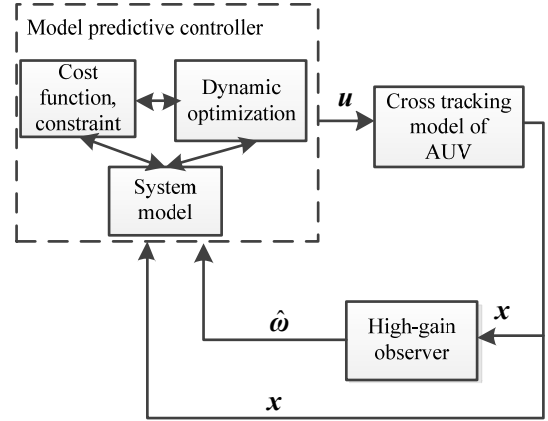 Model predictive controller
Cost
function,
constraint
Dynamic
optimization
System
model
u
Cross tracking
model of
AUV
ω̂
High-gain
observer
x
x